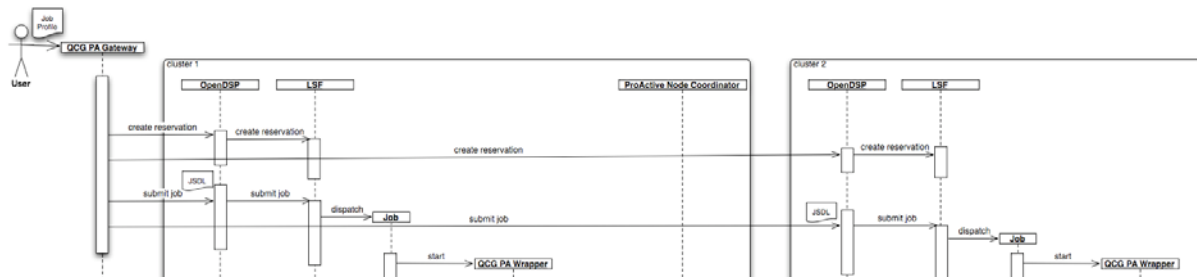 Job
Profile
QCG PA Gateway
User
cluster 1
cluster 2
OpenDSP
LSF
ProActive Node Coordinator
OpenDSP
LSF
create reservation
create reservation
create reservation
create reservation
JSDL
submit job
submit job
dispatch
Job
submit job
JSDL
submit job
dispatch
Job
start
QCG PA Wrapper
start
QCG PA Wrapper